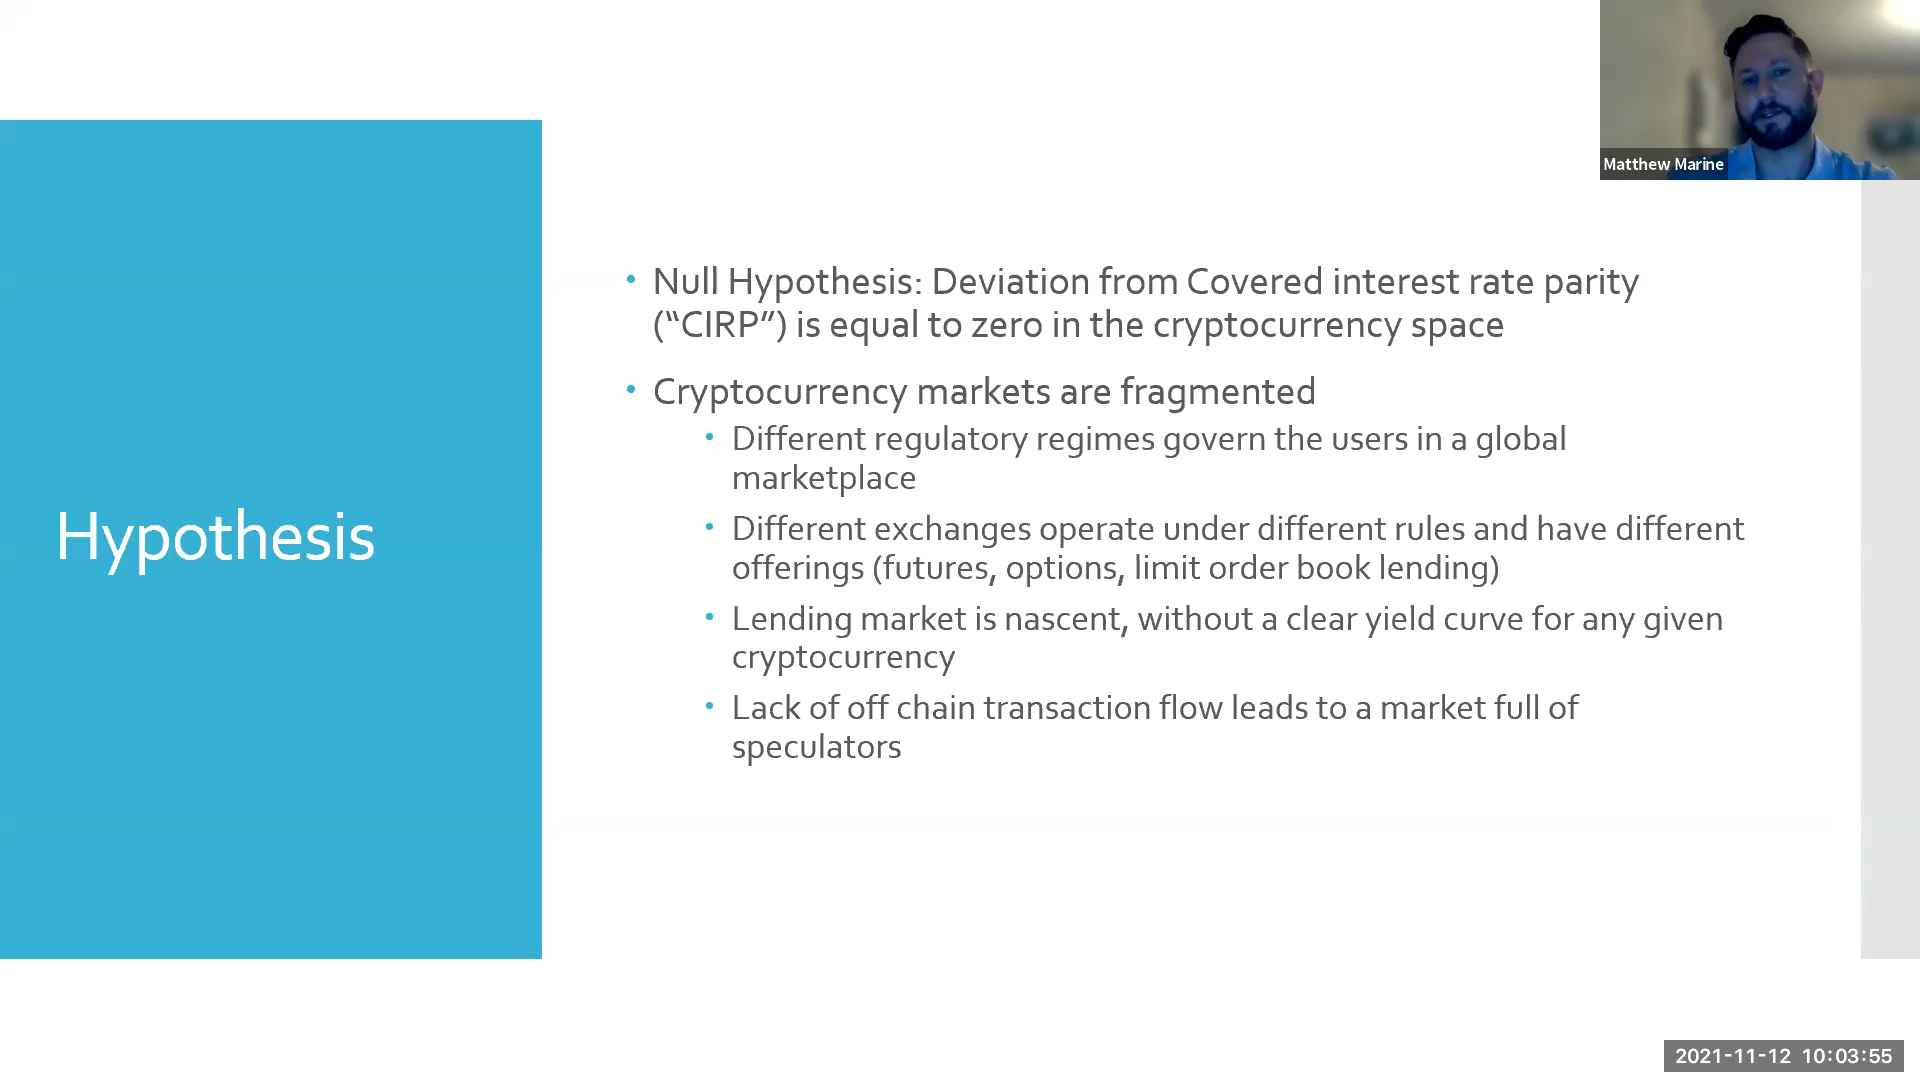 Matthew Marine
Hypothesis
• Null Hypothesis: Deviation from Covered interest rate parity
(“CIRP”) is equal to zero in the cryptocurrency space
• Cryptocurrency markets are fragmented
• Different regulatory regimes govern the users in a global
marketplace
• Different exchanges operate under different rules and have different
offerings (futures, options, limit order book lending)
• Lending market is nascent, without a clear yield curve for any given
cryptocurrency
• Lack of off chain transaction flow leads to a market full of
speculators
2021-11-12 10:03:55